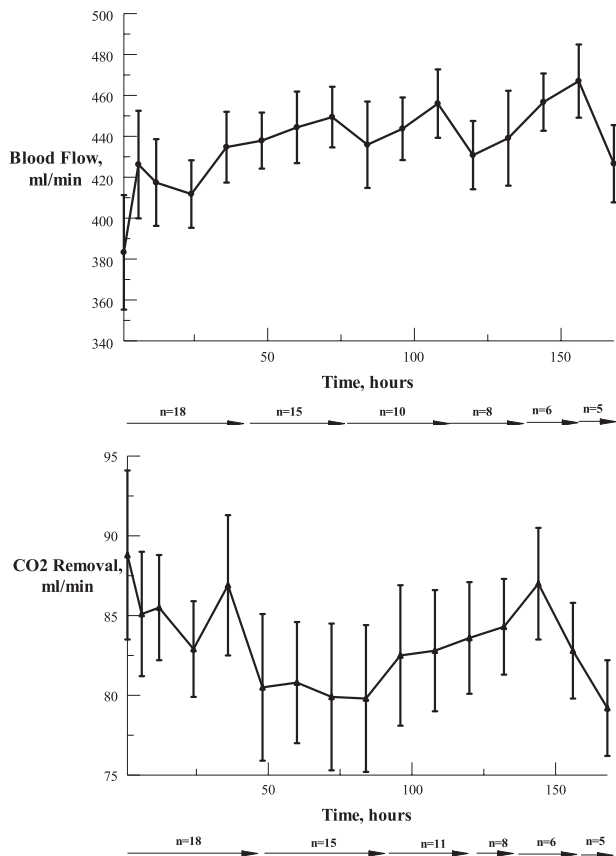 500
480
460
440
Blood Flow,
ml/min
420
400
380
360
340
50
100
150
Time, hours
n=18
n=15
n=10
n=8
n=6
n=5
95
90
CO2 Removal,
ml/min
85
80
75
50
100
150
Time, hours
n=18
n=15
n=11
n=8
n=6
n=5